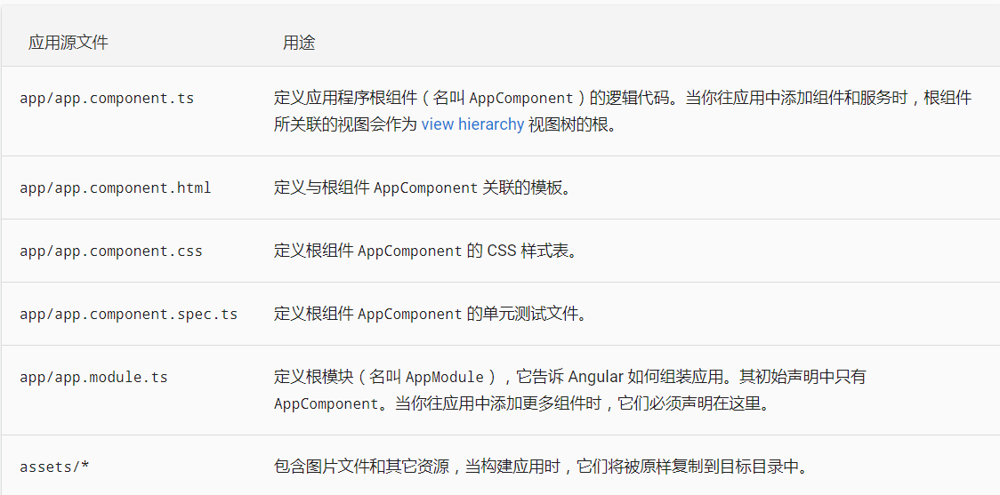 应用源文件 用途
app/app.component.ts 定义应用程序根组件（名叫 AppComponent）的逻辑代码。当你往应用中添加组件和服务时，根组件
所关联的视图会作为 view hierarchy 视图树的根。
app/app.component.html 定义与根组件 AppComponent 关联的模板。
app/app.component.css 定义根组件 AppComponent 的 CSS 样式表。
app/app.component.spec.ts 定义根组件 AppComponent 的单元测试文件。
app/app.module.ts 定义根模块（名叫 AppModule），它告诉 Angular 如何组装应用。其初始声明中只有
AppComponent。当你往应用中添加更多组件时，它们必须声明在这里。
assets/* 包含图片文件和其它资源，当构建应用时，它们将被原样复制到目标目录中。